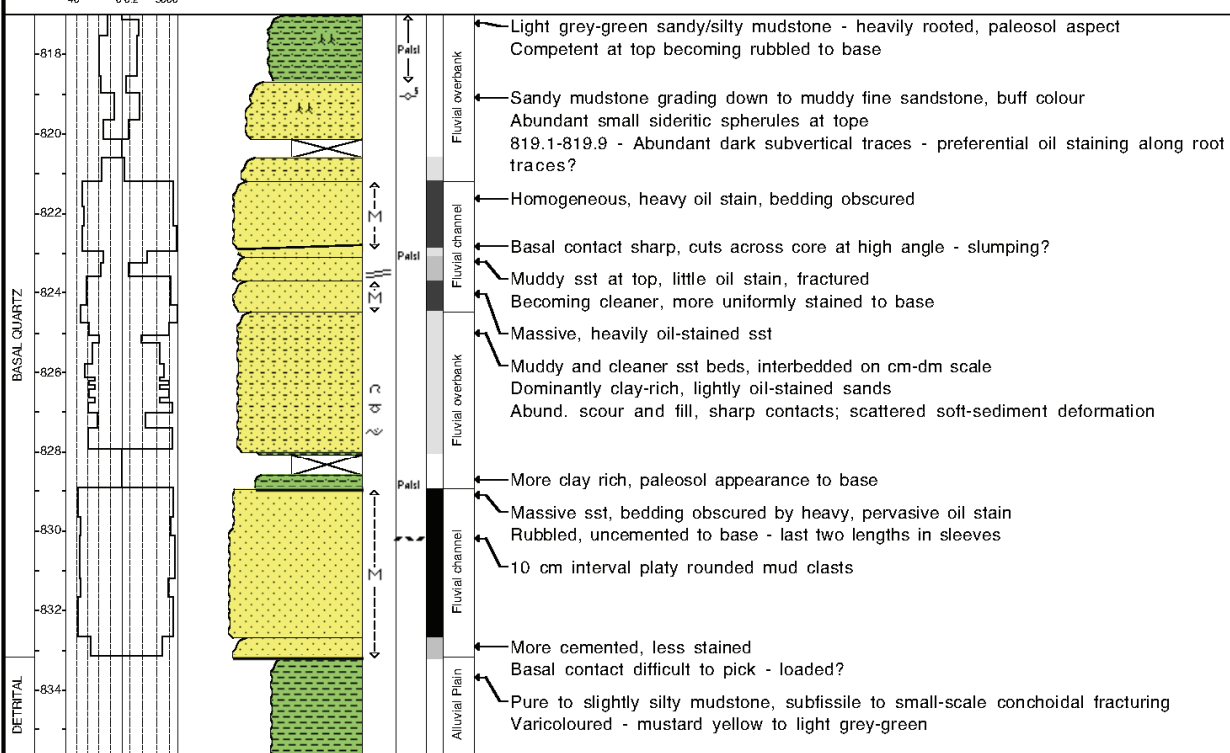 -818
-820
-822
-824
-826
-828
-830
-832
-834
BASAL QUARTZ
DETRITAL
Palsl
s
M
Palsl
M
Palsl
M
Fluvial overbank
Fluvial channel
Fluvial overbank
Fluvial channel
Alluvial Plain
Light grey-green sandy/silty mudstone - heavily rooted, paleosol aspect
Competent at top becoming rubbled to base
Sandy mudstone grading down to muddy fine sandstone, buff colour
Abundant small sideritic spherules at tope
819.1-819.9 - Abundant dark subvertical traces - preferential oil staining along root
traces?
Homogeneous, heavy oil stain, bedding obscured
Basal contact sharp, cuts across core at high angle - slumping?
Muddy sst at top, little oil stain, fractured
Becoming cleaner, more uniformly stained to base
Massive, heavily oil-stained sst
Muddy and cleaner sst beds, interbedded on cm-dm scale
Dominantly clay-rich, lightly oil-stained sands
Abund. scour and fill, sharp contacts; scattered soft-sediment deformation
More clay rich, paleosol appearance to base
Massive sst, bedding obscured by heavy, pervasive oil stain
Rubbled, uncemented to base - last two lengths in sleeves
10 cm interval platy rounded mud clasts
More cemented, less stained
Basal contact difficult to pick - loaded?
Pure to slightly silty mudstone, subfissile to small-scale conchoidal fracturing
Varicoloured - mustard yellow to light grey-green